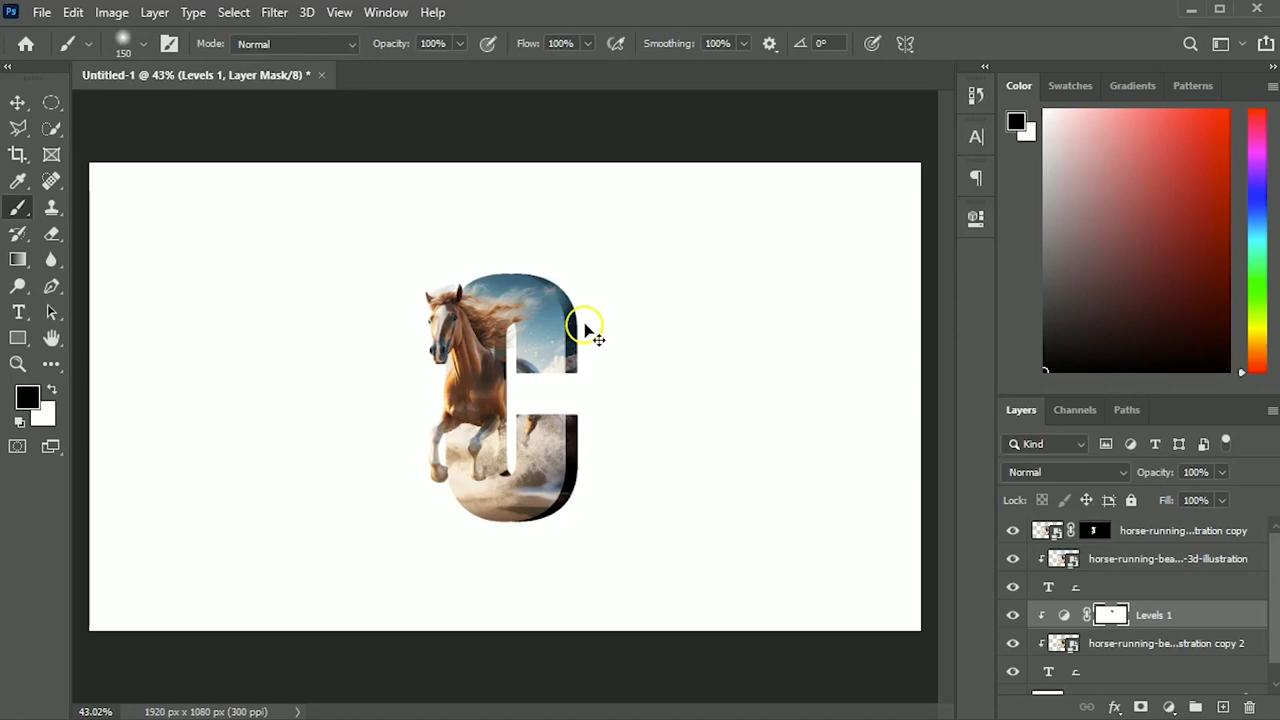 Ps File Edit Image Layer Type Select Filter 3D View Window Help
150 Mode: Normal Opacity: 100% Flow: 100% Smoothing: 100% 0°
Untitled-1 @ 43% (Levels 1, Layer Mask/8) *
Color Swatches Gradients Patterns
Layers Channels Paths
Kind
Normal Opacity: 100%
Lock: Fill: 100%
horse-running...tration copy
horse-running-bea...-3d-illustration
Levels 1
horse-running-be...stration copy 2
43.02% 1920 px x 1080 px (300 ppi)